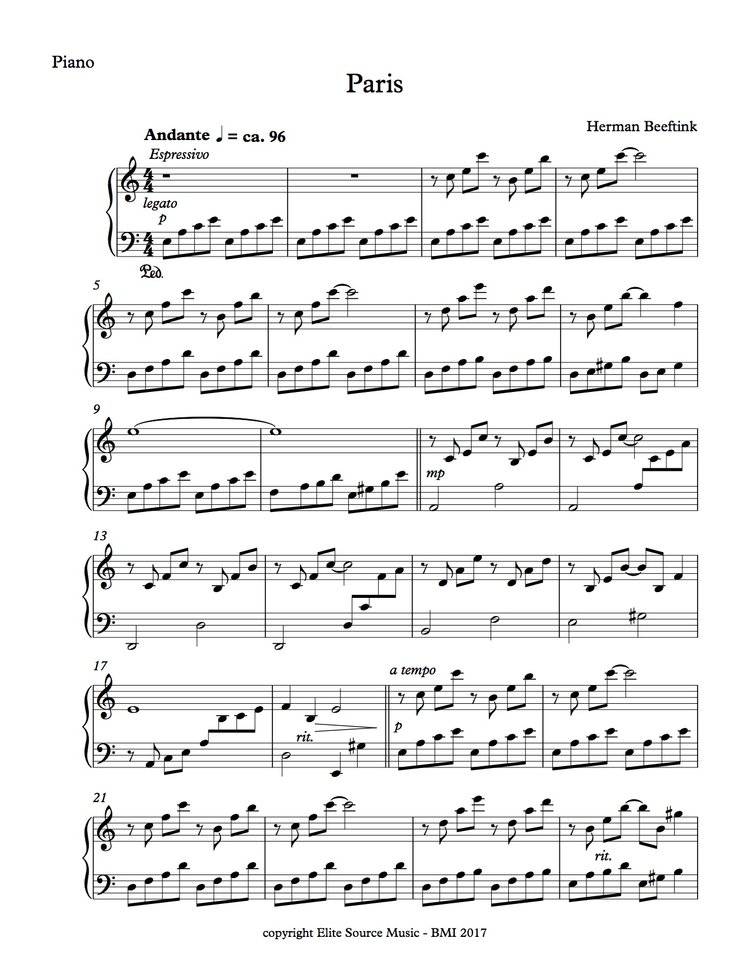 Piano
Paris
Herman Beeftink
Andante ♩ = ca. 96
Espressivo
legato
p
Ped.
5
9
mp
13
17
a tempo
rit.
p
21
rit.
copyright Elite Source Music - BMI 2017